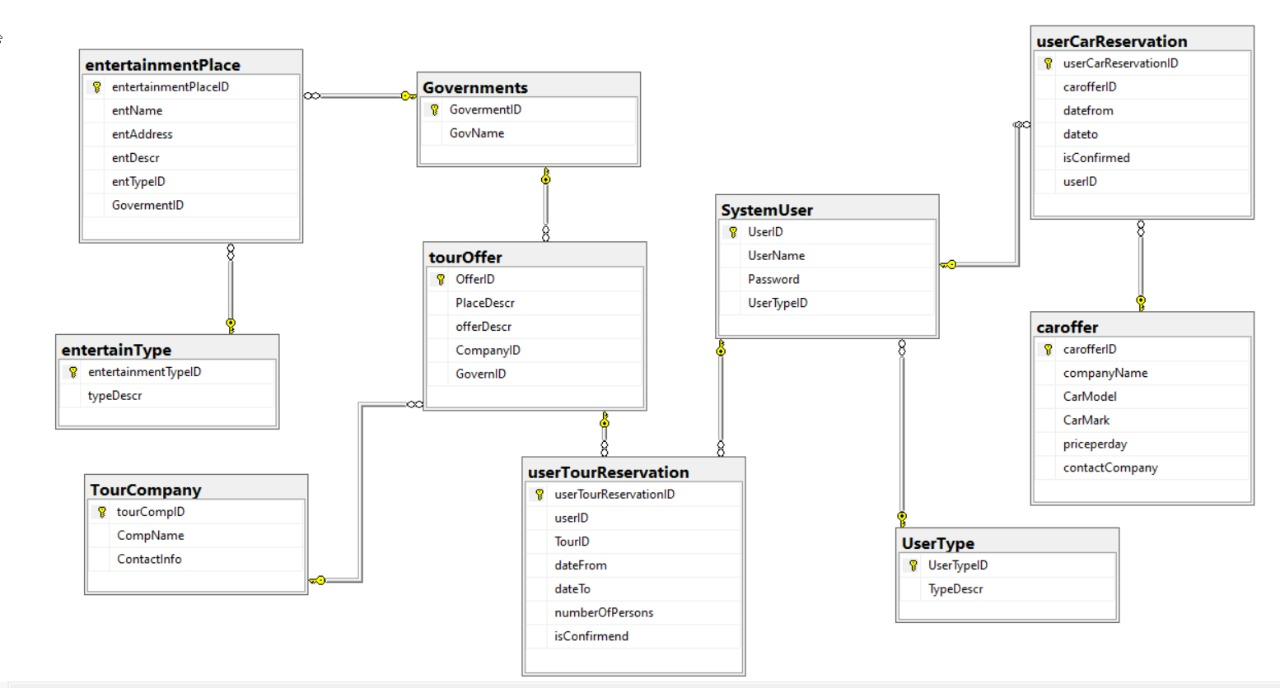 entertainmentPlace
entertainmentPlaceID
entName
entAddress
entDescr
entTypeID
GovermentID
Governments
GovermentID
GovName
userCarReservation
userCarReservationID
carofferID
datefrom
dateto
isConfirmed
userID
SystemUser
UserID
UserName
Password
UserTypeID
tourOffer
OfferID
PlaceDescr
offerDescr
CompanyID
GovernID
entertainType
entertainmentTypeID
typeDescr
caroffer
carofferID
companyName
CarModel
CarMark
priceperday
contactCompany
TourCompany
tourCompID
CompName
ContactInfo
userTourReservation
userTourReservationID
userID
TourID
dateFrom
dateTo
numberOfPersons
isConfirmend
UserType
UserTypeID
TypeDescr